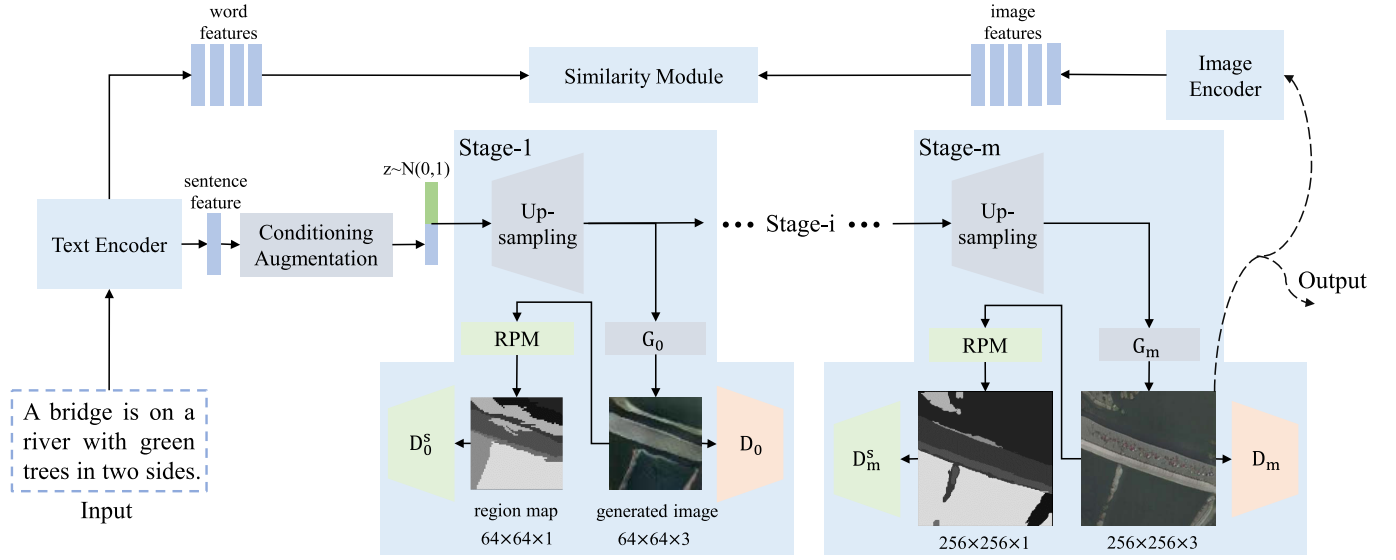 word
features
image
features
Similarity Module
Image
Encoder
Stage-1
Stage-m
z~N(0,1)
sentence
feature
Text Encoder
Conditioning
Augmentation
Up-
sampling
••• Stage-i •••
Up-
sampling
Output
RPM
G₀
RPM
Gₘ
A bridge is on a
river with green
trees in two sides.
Input
D₀ˢ
D₀
Dₘˢ
Dₘ
region map
generated image
64×64×1
64×64×3
256×256×1
256×256×3